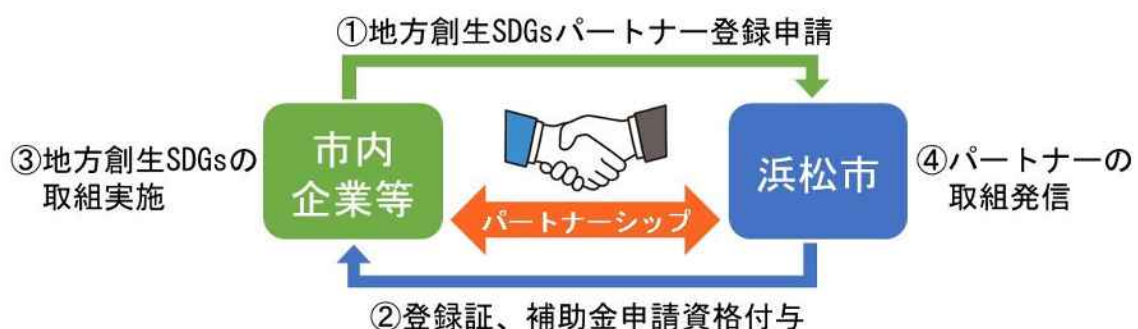 ①地方創生SDGsパートナー登録申請
市内
企業等
浜松市
③地方創生SDGsの
取組実施
④パートナーの
取組発信
パートナーシップ
②登録証、補助金申請資格付与